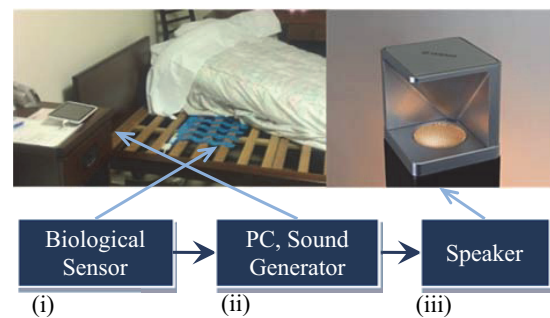 Biological
Sensor
PC, Sound
Generator
Speaker
(i)
(ii)
(iii)